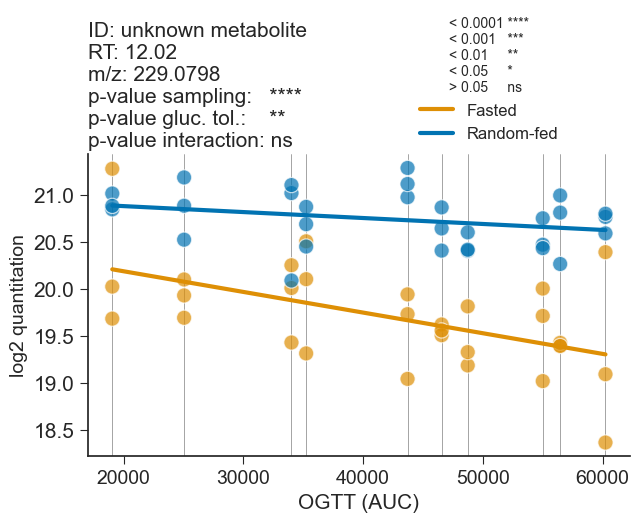 ID: unknown metabolite
RT: 12.02
m/z: 229.0798
p-value sampling: ****
p-value gluc. tol.: **
p-value interaction: ns
< 0.0001 ****
< 0.001 ***
< 0.01 **
< 0.05 *
> 0.05 ns
Fasted
Random-fed
log2 quantitation
21.0
20.5
20.0
19.5
19.0
18.5
20000 30000 40000 50000 60000
OGTT (AUC)